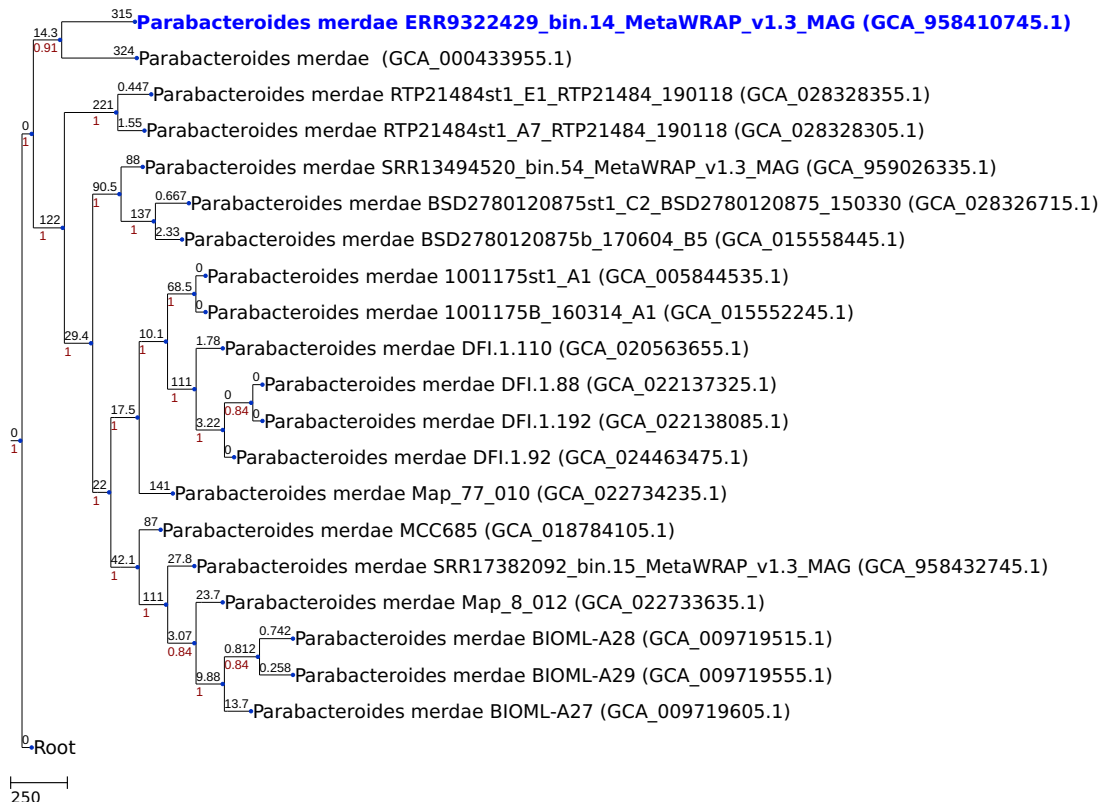 315
Parabacteroides merdae ERR9322429_bin.14_MetaWRAP_v1.3_MAG (GCA_958410745.1)
14.3
0.91
324
Parabacteroides merdae (GCA_000433955.1)
0.447
Parabacteroides merdae RTP21484st1_E1_RTP21484_190118 (GCA_028328355.1)
221
1
0
1
1.55
Parabacteroides merdae RTP21484st1_A7_RTP21484_190118 (GCA_028328305.1)
88
Parabacteroides merdae SRR13494520_bin.54_MetaWRAP_v1.3_MAG (GCA_959026335.1)
90.5
1
0.667
Parabacteroides merdae BSD2780120875st1_C2_BSD2780120875_150330 (GCA_028326715.1)
122
1
137
1
2.33
Parabacteroides merdae BSD2780120875b_170604_B5 (GCA_015558445.1)
0
Parabacteroides merdae 1001175st1_A1 (GCA_005844535.1)
68.5
1
0
Parabacteroides merdae 1001175B_160314_A1 (GCA_015552245.1)
29.4
1
10.1
1
1.78
Parabacteroides merdae DFI.1.110 (GCA_020563655.1)
111
1
0
Parabacteroides merdae DFI.1.88 (GCA_022137325.1)
0
0.84
17.5
1
3.22
1
0
Parabacteroides merdae DFI.1.192 (GCA_022138085.1)
0
1
0
Parabacteroides merdae DFI.1.92 (GCA_024463475.1)
22
1
141
Parabacteroides merdae Map_77_010 (GCA_022734235.1)
87
Parabacteroides merdae MCC685 (GCA_018784105.1)
42.1
1
27.8
Parabacteroides merdae SRR17382092_bin.15_MetaWRAP_v1.3_MAG (GCA_958432745.1)
111
1
23.7
Parabacteroides merdae Map_8_012 (GCA_022733635.1)
3.07
0.84
0.742
Parabacteroides merdae BIOML-A28 (GCA_009719515.1)
0.812
0.84
9.88
1
0.258
Parabacteroides merdae BIOML-A29 (GCA_009719555.1)
13.7
Parabacteroides merdae BIOML-A27 (GCA_009719605.1)
0
Root
250